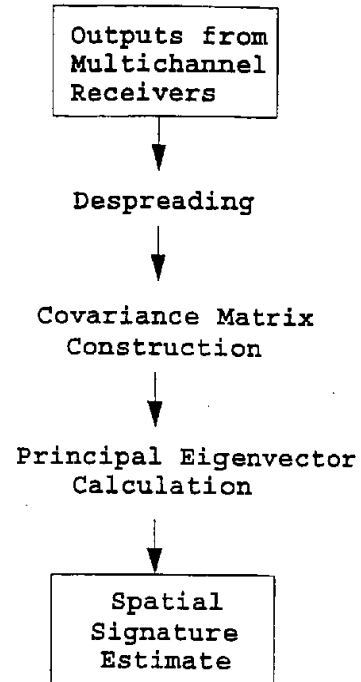 Outputs from
Multichannel
Receivers
Despreading
Covariance Matrix
Construction
Principal Eigenvector
Calculation
Spatial
Signature
Estimate